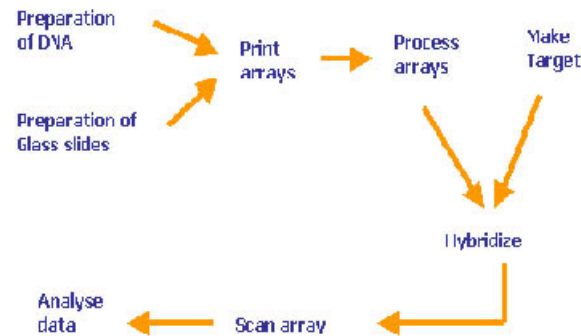 Preparation
of DNA
Print
arrays
Process
arrays
Make
Target
Preparation of
Glass slides
Hybridize
Analyse
data
Scan array